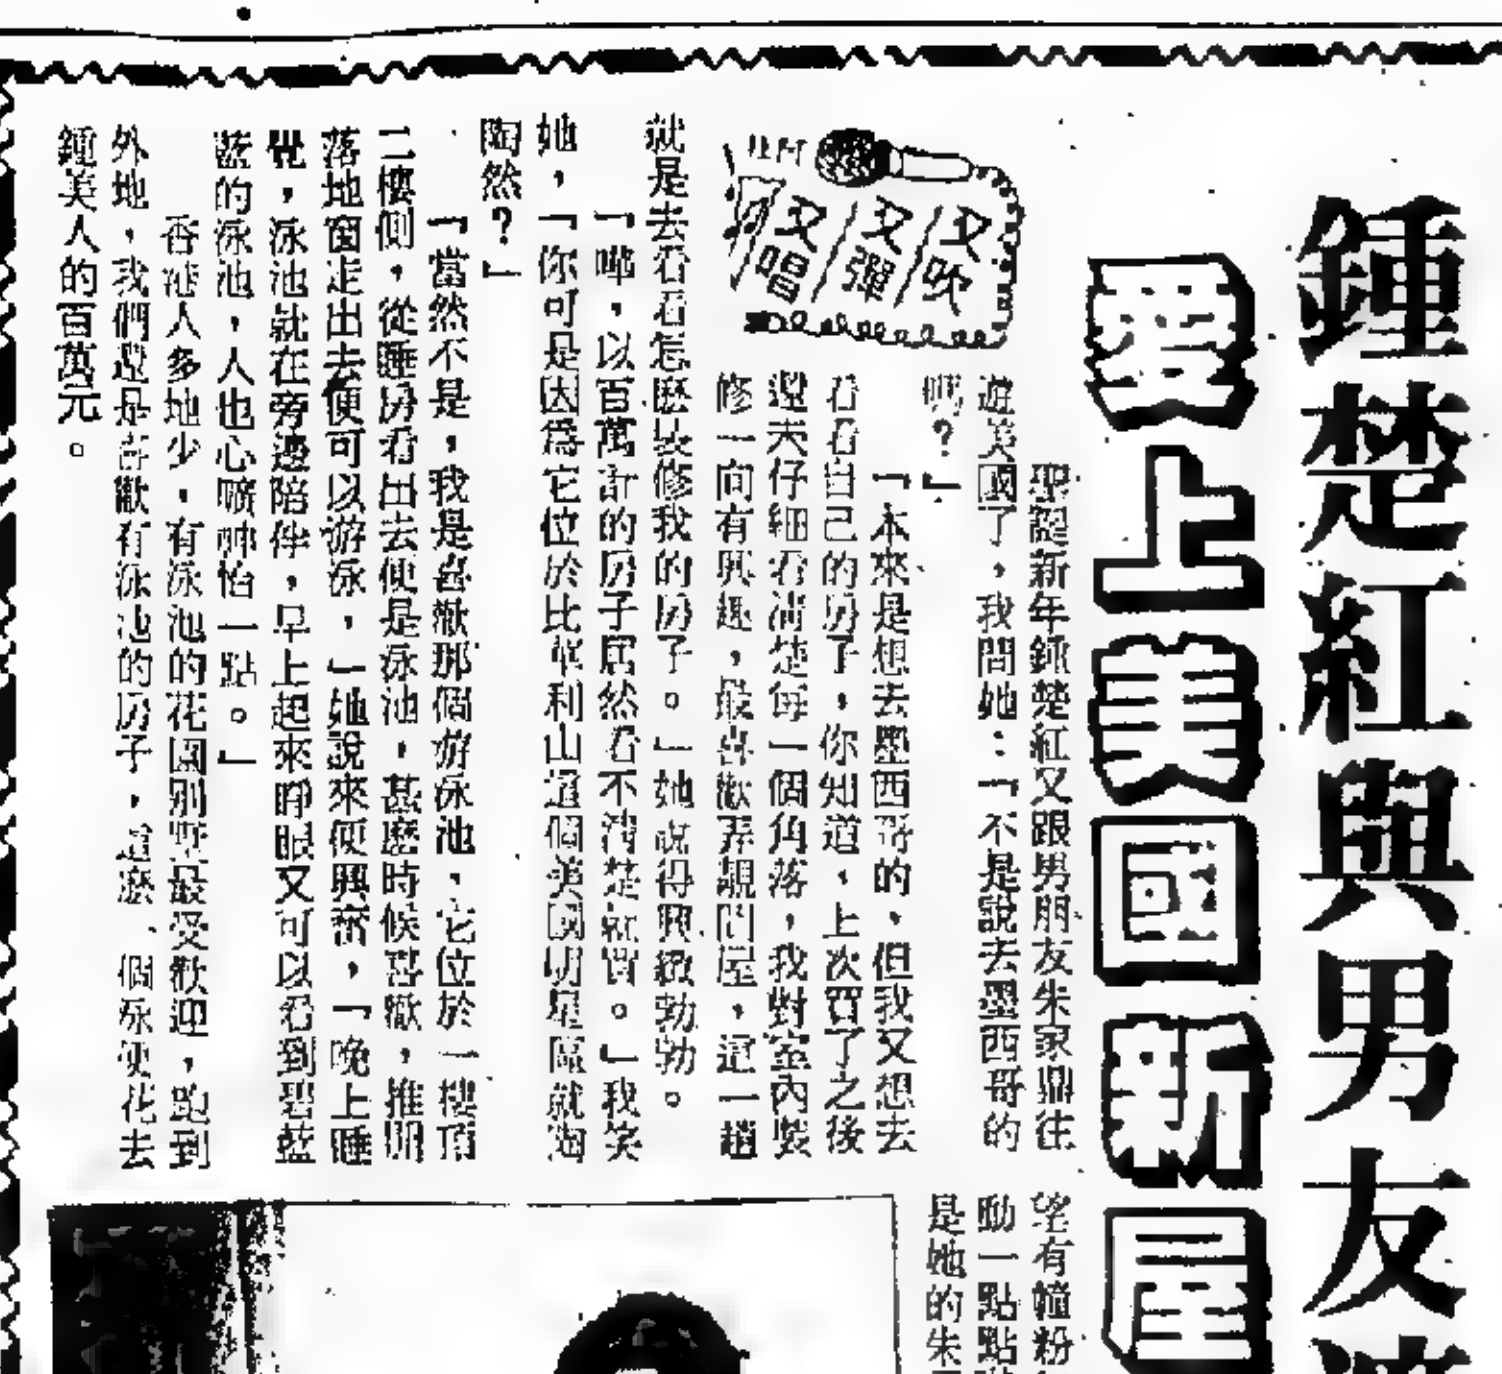 鍾楚紅與男友
愛上美國新屋
又吹
又彈
又唱
聖誕新年鍾楚紅又跟男朋友朱家鼎往
遊美國了，我問她：「不是說去墨西哥的
嗎？」
「本來是想去墨西哥的，但我又想去
看看自己的房子，你知道，上次買了之後
還未仔細看清楚每一個角落，我對室內裝
修一向有興趣，最喜歡弄靚間屋，這一趟
就是去看看怎麼裝修我的房子。」她說得興緻勃勃。
「嘩，以百萬計的房子居然看不清楚就買。」我笑
她，「你可是因爲它位於比華利山這個美國明星區就
陶然？」
「當然不是，我是喜歡那個游泳池，它位於一樓頂
二樓側，從睡房看出去便是泳池，甚麼時候喜歡，推開
落地窗走出去便可以游泳，」她說來便興奮，「晚上睡
覺，泳池就在旁邊陪伴，早上起來睜眼又可以看到碧藍
藍的泳池，人也心曠神怡一點。」
香港人多地少，有泳池的花園別墅最受歡迎，跑到
外地，我們還是喜歡有泳池的房子，這麼一個泳便花去
鍾美人的百萬元。
望有幢粉
動一點點
是她的朱